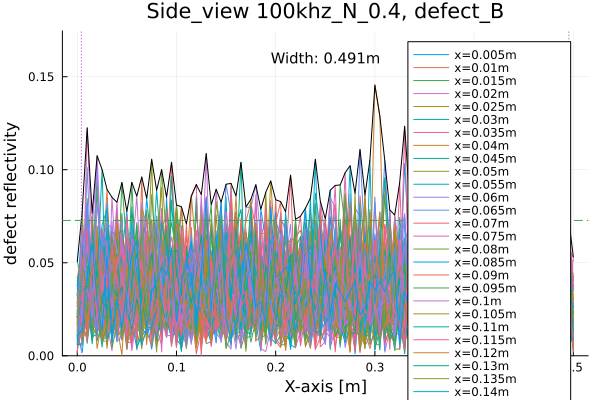 Side_view 100khz_N_0.4, defect_B
Width: 0.491m
defect reflectivity
0.15
0.10
0.05
0.00
0.0
0.1
0.2
0.3
.5
X-axis [m]
x=0.005m
x=0.01m
x=0.015m
x=0.02m
x=0.025m
x=0.03m
x=0.035m
x=0.04m
x=0.045m
x=0.05m
x=0.055m
x=0.06m
x=0.065m
x=0.07m
x=0.075m
x=0.08m
x=0.085m
x=0.09m
x=0.095m
x=0.1m
x=0.105m
x=0.11m
x=0.115m
x=0.12m
x=0.13m
x=0.135m
x=0.14m